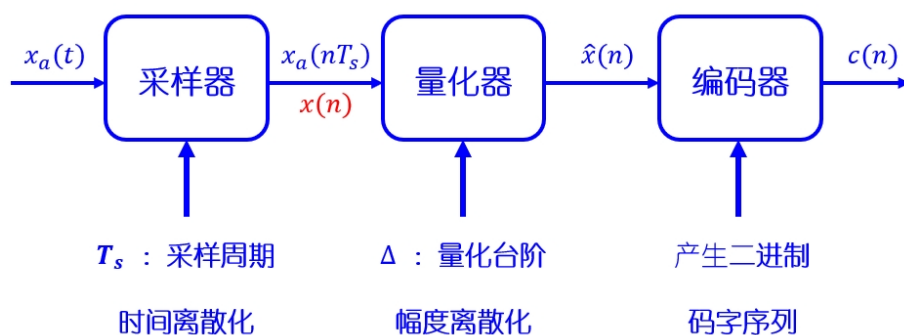 x_a(t)
采样器
x_a(nT_s)
x(n)
量化器
x̂(n)
编码器
c(n)
T_s ：采样周期
Δ ：量化台阶
产生二进制
时间离散化
幅度离散化
码字序列